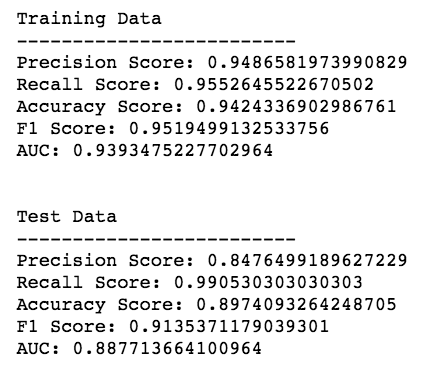 Training Data
-------------------------
Precision Score: 0.9486581973990829
Recall Score: 0.9552645522670502
Accuracy Score: 0.9424336902986761
F1 Score: 0.9519499132533756
AUC: 0.9393475227702964
Test Data
-------------------------
Precision Score: 0.8476499189627229
Recall Score: 0.990530303030303
Accuracy Score: 0.8974093264248705
F1 Score: 0.9135371179039301
AUC: 0.887713664100964